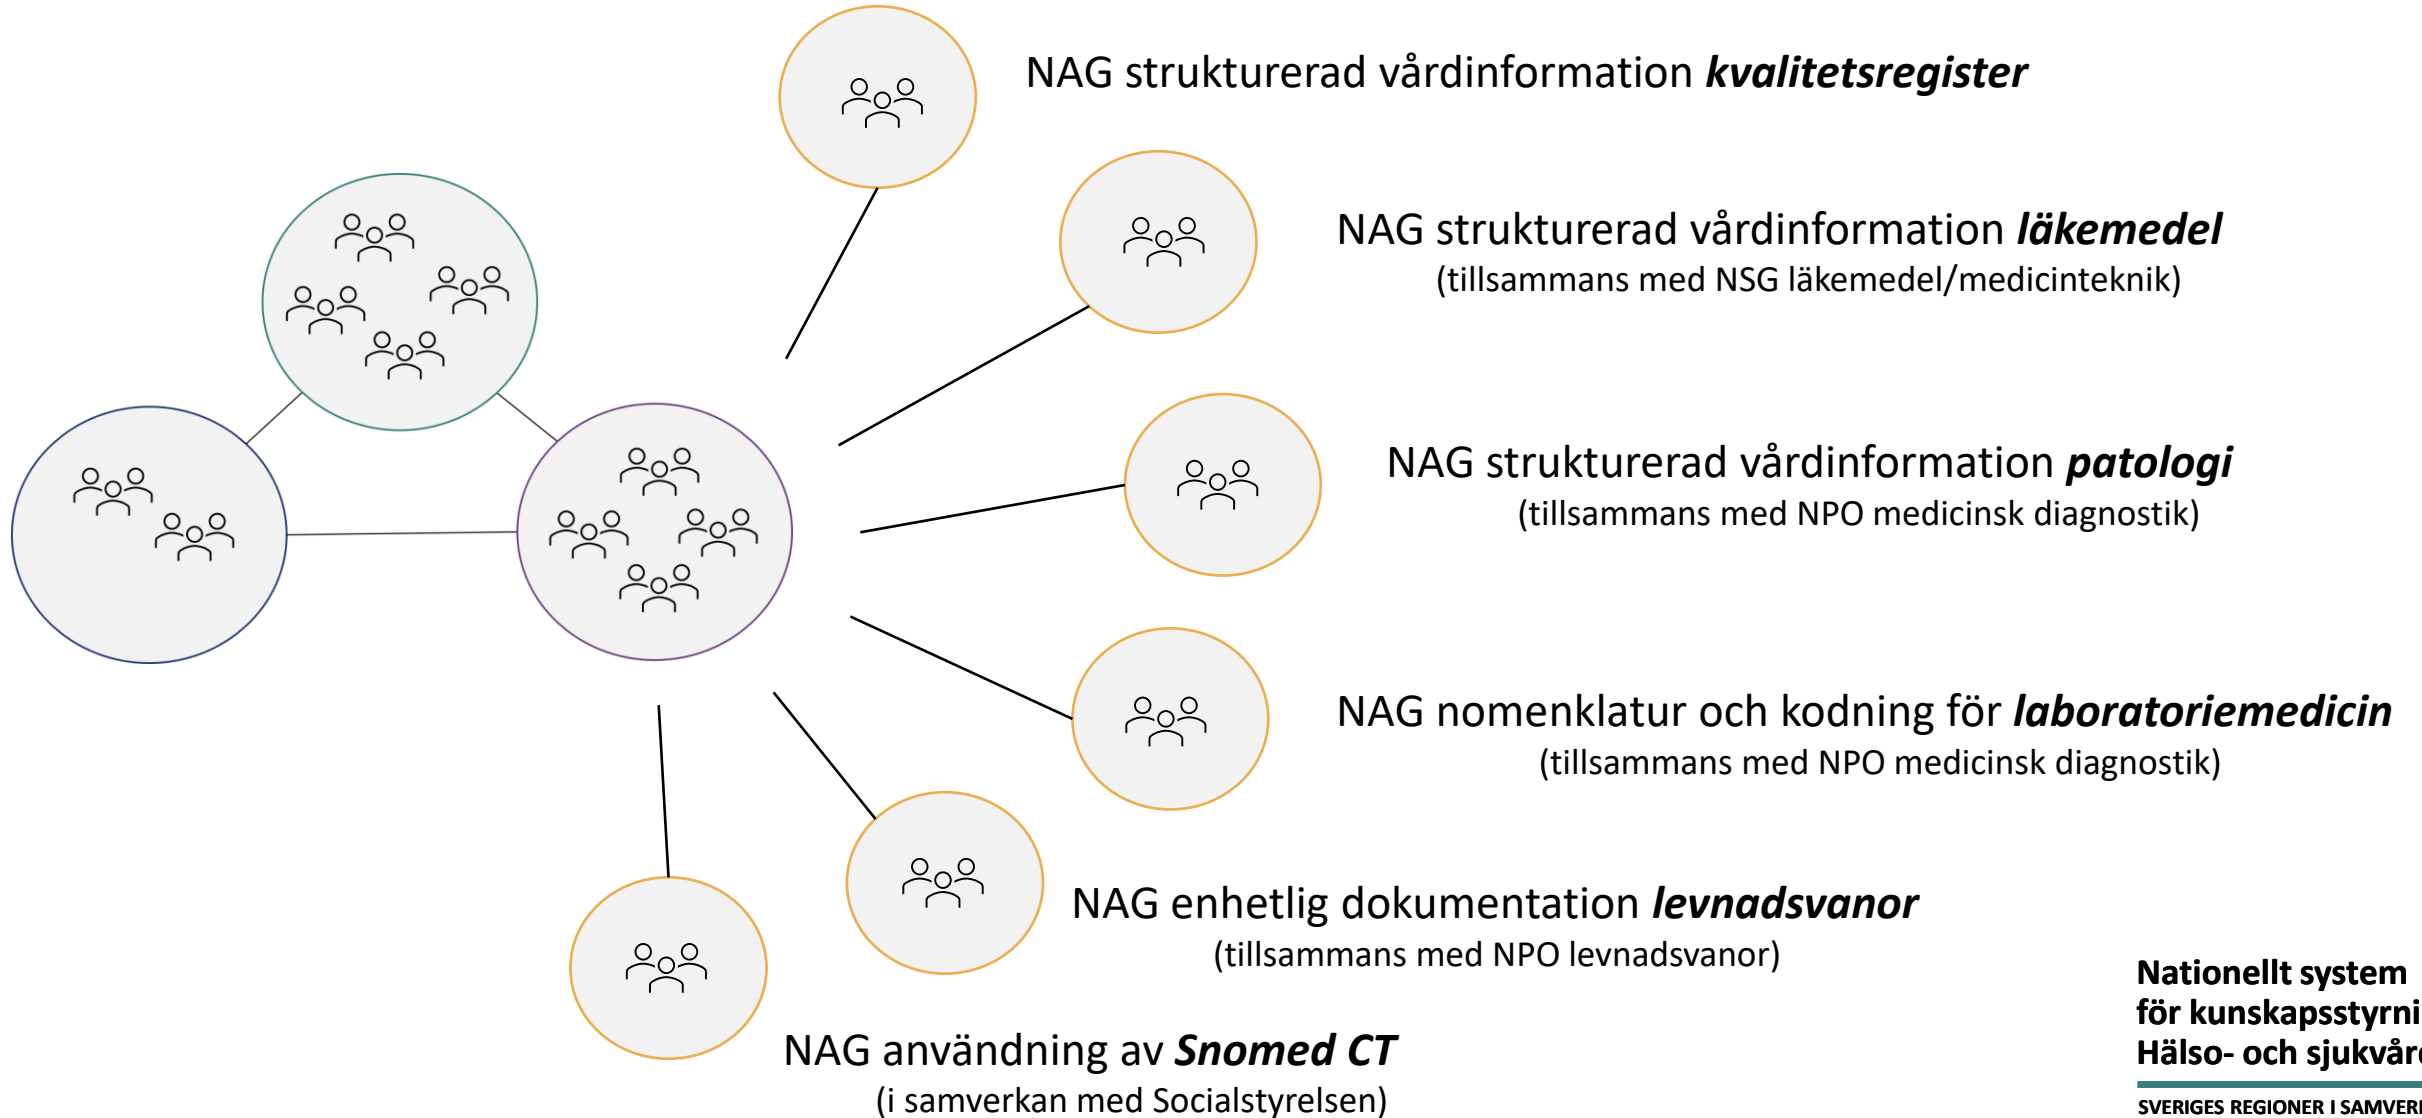 NAG strukturerad vårdinformation kvalitetsregister
NAG strukturerad vårdinformation läkemedel
(tillsammans med NSG läkemedel/medicinteknik)
NAG strukturerad vårdinformation patologi
(tillsammans med NPO medicinsk diagnostik)
NAG nomenklatur och kodning för laboratoriemedicin
(tillsammans med NPO medicinsk diagnostik)
NAG enhetlig dokumentation levnadsvanor
(tillsammans med NPO levnadsvanor)
NAG användning av Snomed CT
(i samverkan med Socialstyrelsen)
Nationellt system
för kunskapsstyrni
Hälso- och sjukvår
SVERIGES REGIONER I SAMVER